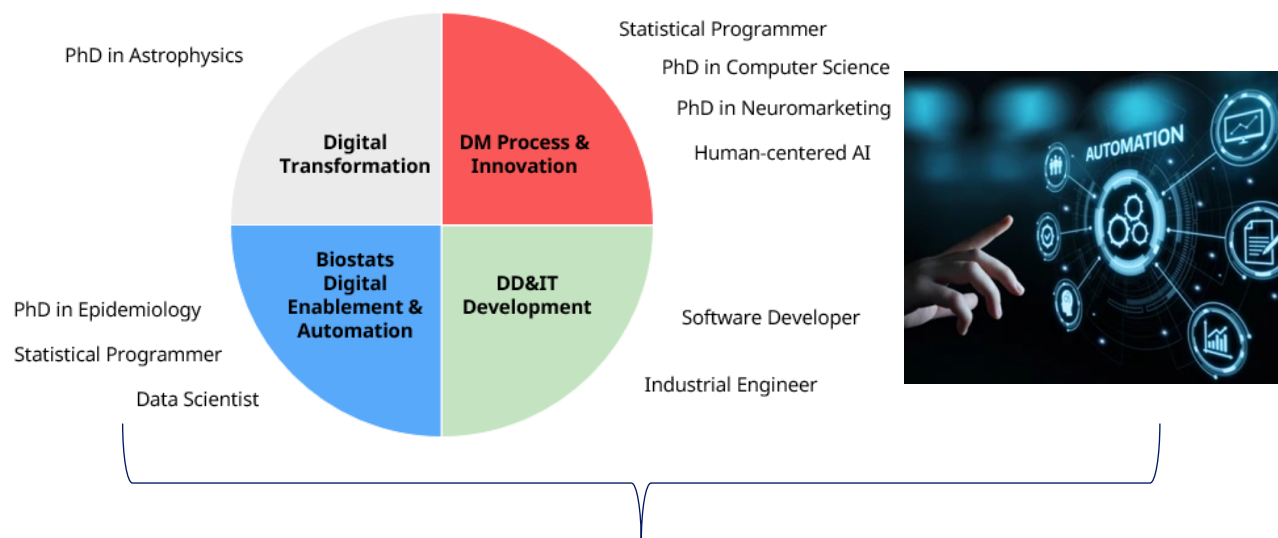 PhD in Astrophysics
Statistical Programmer
PhD in Computer Science
PhD in Neuromarketing
Human-centered AI
Digital
Transformation
DM Process &
Innovation
AUTOMATION
Biostats
Digital
Enablement &
Automation
DD&IT
Development
PhD in Epidemiology
Statistical Programmer
Data Scientist
Software Developer
Industrial Engineer